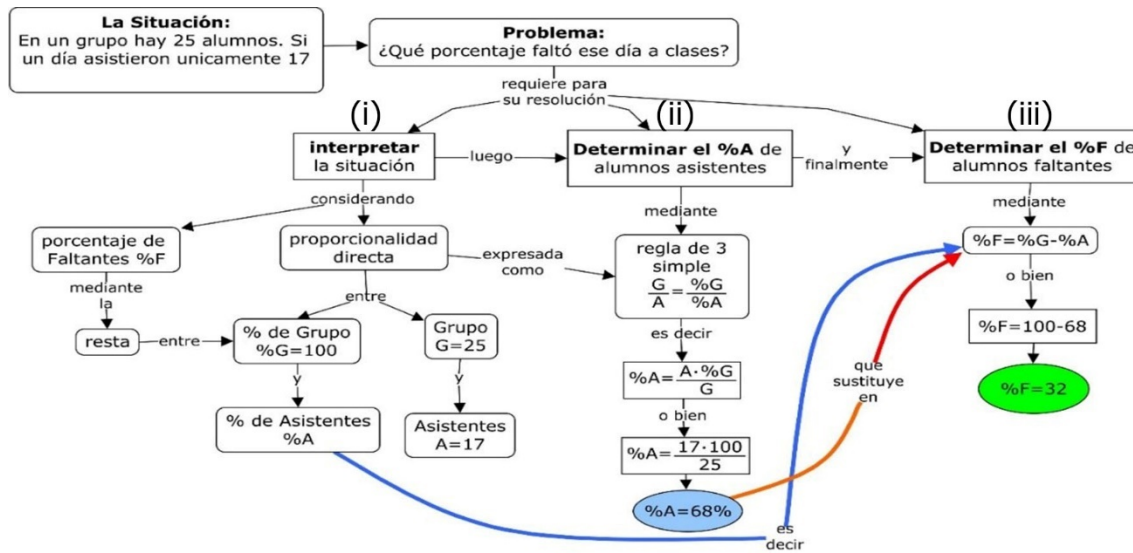 La Situación:
En un grupo hay 25 alumnos. Si
un día asistieron unicamente 17
Problema:
¿Qué porcentaje faltó ese día a clases?
requiere para
su resolución
(i)
(ii)
(iii)
interpretar
la situación
luego
Determinar el %A de
alumnos asistentes
y
finalmente
Determinar el %F de
alumnos faltantes
considerando
porcentaje de
Faltantes %F
mediante
la
resta
entre
proporcionalidad
directa
entre
% de Grupo
%G=100
y
% de Asistentes
%A
Grupo
G=25
y
Asistentes
A=17
expresada
como
mediante
regla de 3
simple
G/A=%G/%A
es decir
%A=A·%G/G
o bien
%A=17·100/25
%A=68%
es
decir
que
sustituye
en
mediante
%F=%G-%A
o bien
%F=100-68
%F=32